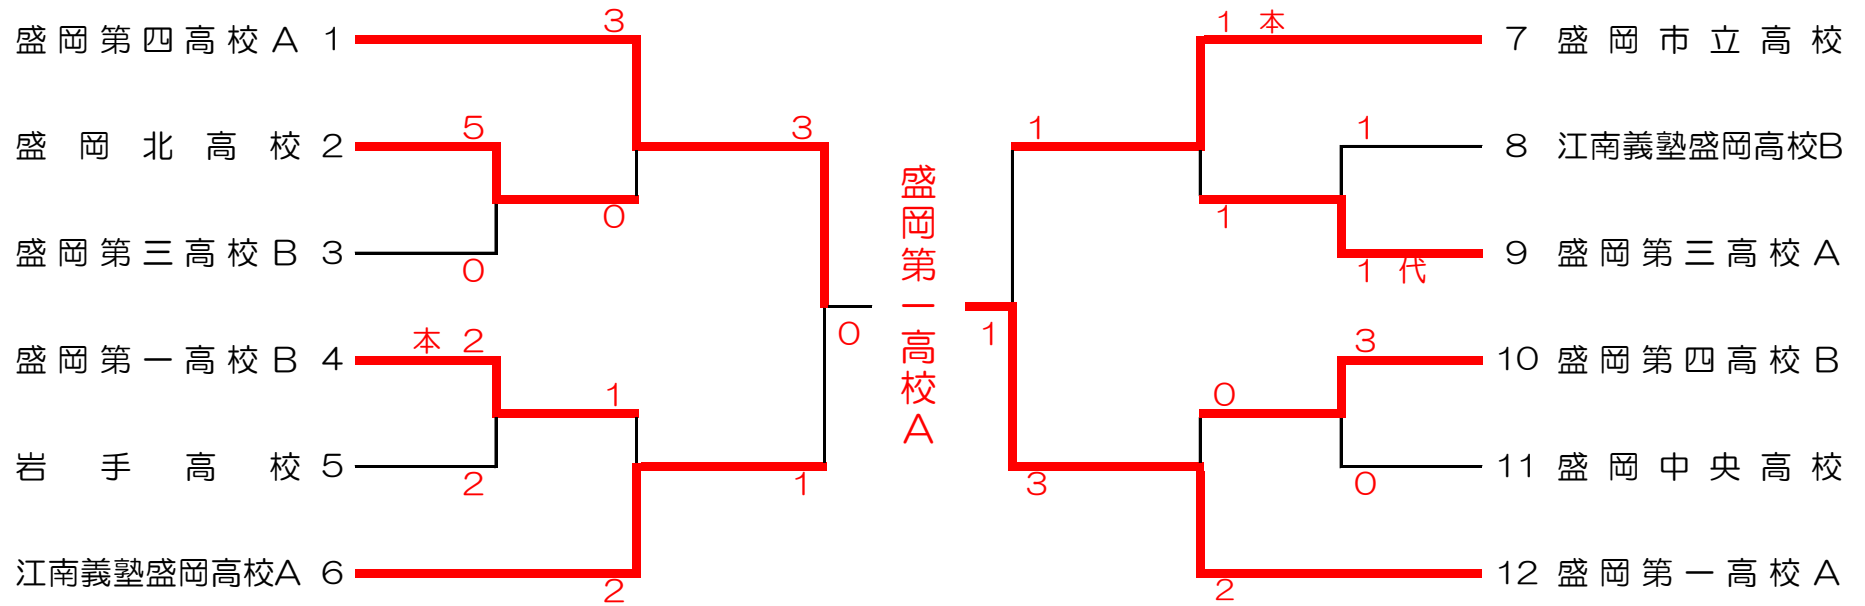 盛岡第四高校A 1
3
盛岡北高校 2
5
3
0
盛岡第三高校B 3
0
盛岡第一高校B 4
本 2
1
0
岩手高校 5
2
1
江南義塾盛岡高校A 6
2
盛岡第一高校A
1 本
7 盛岡市立高校
1
1
8 江南義塾盛岡高校B
1
9 盛岡第三高校A
1 代
1
3
10 盛岡第四高校B
0
11 盛岡中央高校
3
0
12 盛岡第一高校A
2